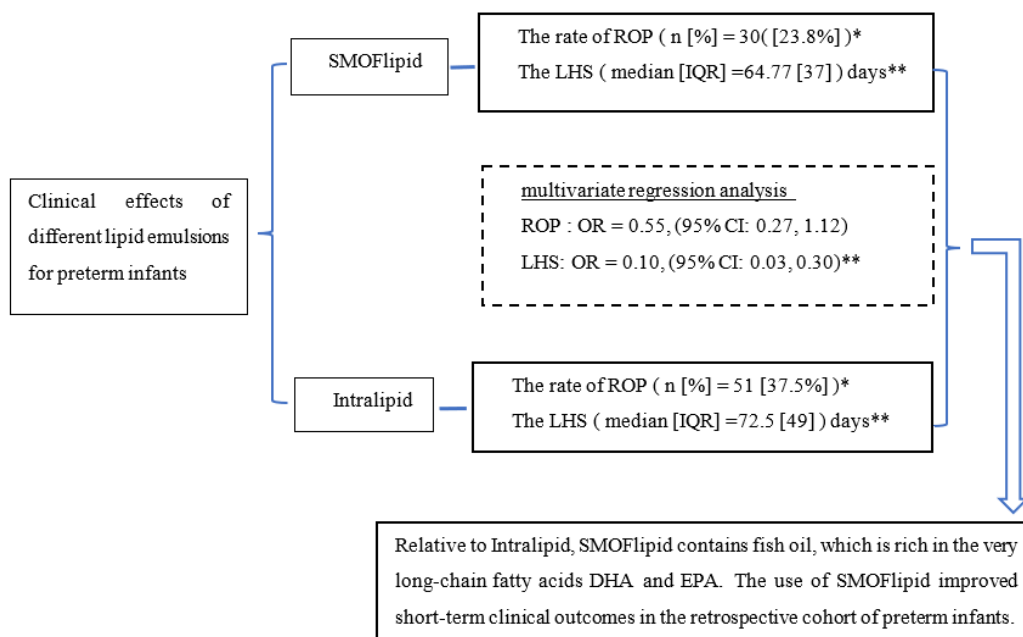 Clinical effects of
different lipid emulsions
for preterm infants
SMOFlipid
The rate of ROP ( n [%] = 30( [23.8%] )*
The LHS ( median [IQR] =64.77 [37] ) days**
multivariate regression analysis
ROP : OR = 0.55, (95% CI: 0.27, 1.12)
LHS: OR = 0.10, (95% CI: 0.03, 0.30)**
Intralipid
The rate of ROP ( n [%] = 51 [37.5%] )*
The LHS ( median [IQR] =72.5 [49] ) days**
Relative to Intralipid, SMOFlipid contains fish oil, which is rich in the very
long-chain fatty acids DHA and EPA. The use of SMOFlipid improved
short-term clinical outcomes in the retrospective cohort of preterm infants.